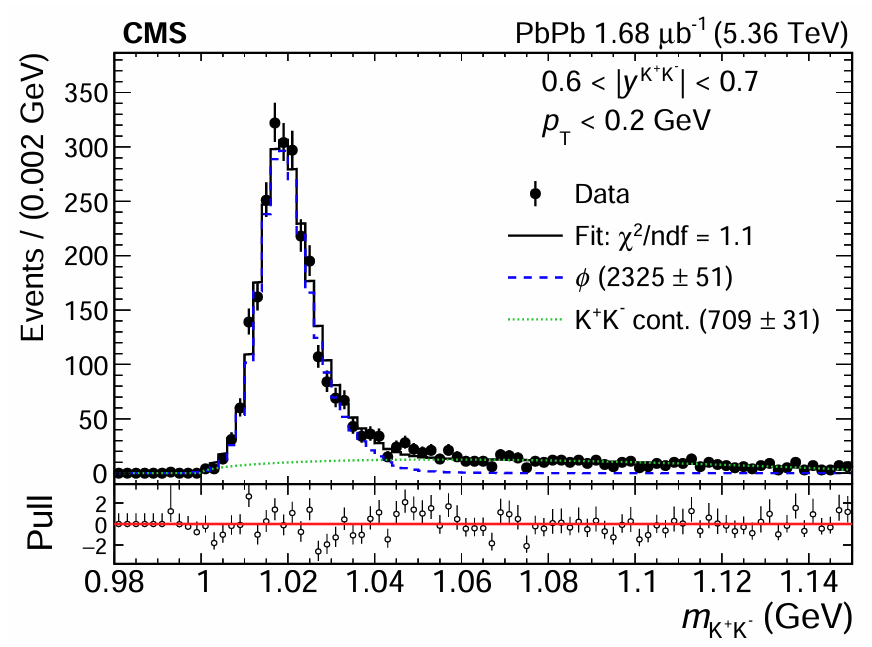 CMS PbPb 1.68 μb⁻¹ (5.36 TeV)
0.6 < |y^K⁺K⁻| < 0.7
p_T < 0.2 GeV
Data
Fit: χ²/ndf = 1.1
ϕ (2325 ± 51)
K⁺K⁻ cont. (709 ± 31)
Events / (0.002 GeV)
350
300
250
200
150
100
50
0
Pull
2
0
−2
0.98 1 1.02 1.04 1.06 1.08 1.1 1.12 1.14
m_K⁺K⁻ (GeV)